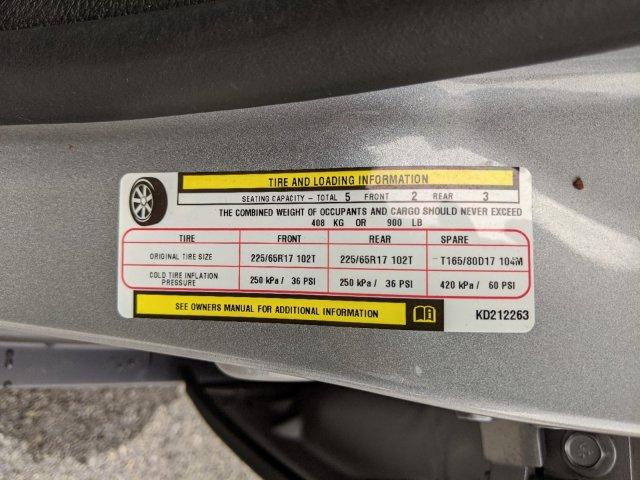 TIRE AND LOADING INFORMATION
SEATING CAPACITY - TOTAL 5 FRONT 2 REAR 3
THE COMBINED WEIGHT OF OCCUPANTS AND CARGO SHOULD NEVER EXCEED
408 KG OR 900 LB
TIRE FRONT REAR SPARE
ORIGINAL TIRE SIZE 225/65R17 102T 225/65R17 102T T165/80D17 104M
COLD TIRE INFLATION PRESSURE 250 kPa / 36 PSI 250 kPa / 36 PSI 420 kPa / 60 PSI
SEE OWNERS MANUAL FOR ADDITIONAL INFORMATION KD212263